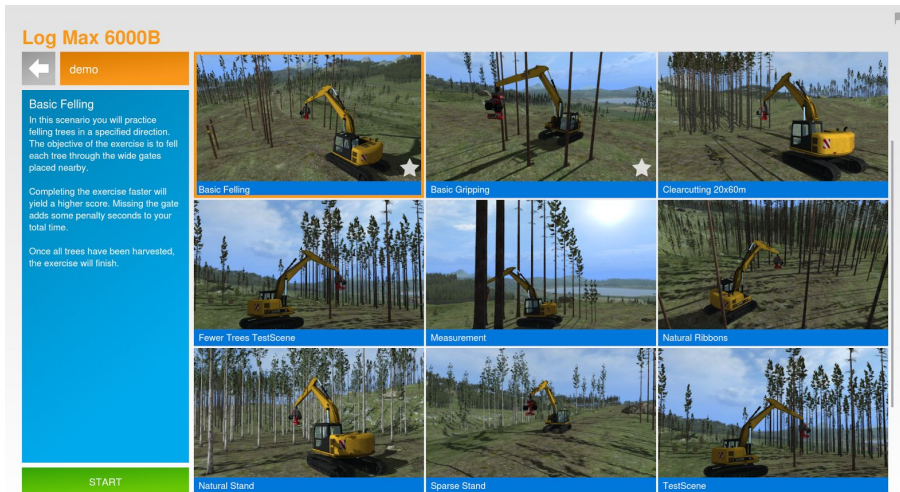 Log Max 6000B
demo
Basic Felling
In this scenario you will practice
felling trees in a specified direction.
The objective of the exercise is to fell
each tree through the wide gates
placed nearby.
Completing the exercise faster will
yield a higher score. Missing the gate
adds some penalty seconds to your
total time.
Once all trees have been harvested,
the exercise will finish.
START
Basic Felling
Basic Gripping
Clearcutting 20x60m
Fewer Trees TestScene
Measurement
Natural Ribbons
Natural Stand
Sparse Stand
TestScene